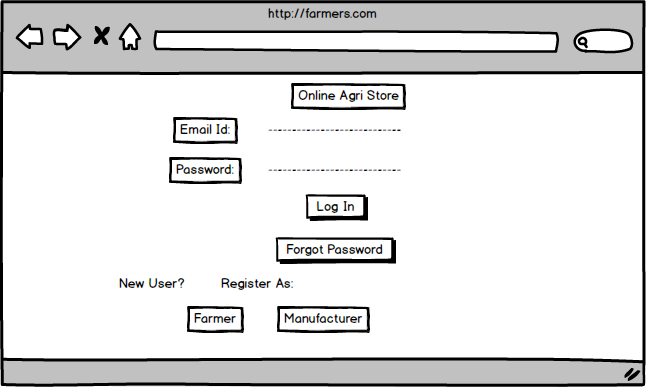 http://farmers.com
Online Agri Store
Email Id:
Password:
Log In
Forgot Password
New User? Register As:
Farmer Manufacturer